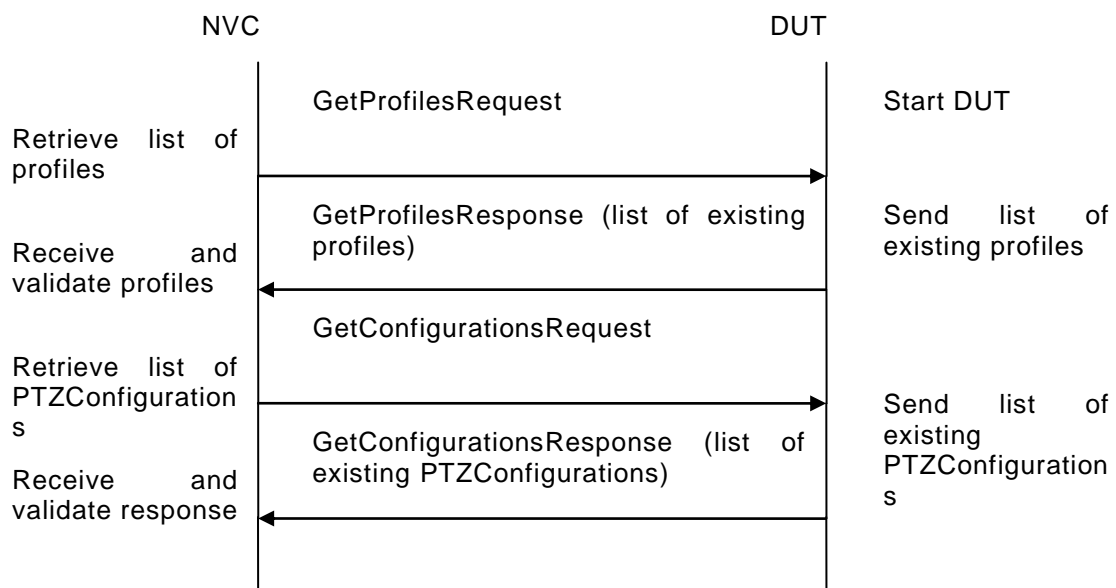 NVC
DUT
GetProfilesRequest
Start DUT
Retrieve list of
profiles
GetProfilesResponse (list of existing
profiles)
Send list of
existing profiles
Receive and
validate profiles
GetConfigurationsRequest
Retrieve list of
PTZConfiguration
s
Send list of
existing
PTZConfiguration
s
GetConfigurationsResponse (list of
existing PTZConfigurations)
Receive and
validate response